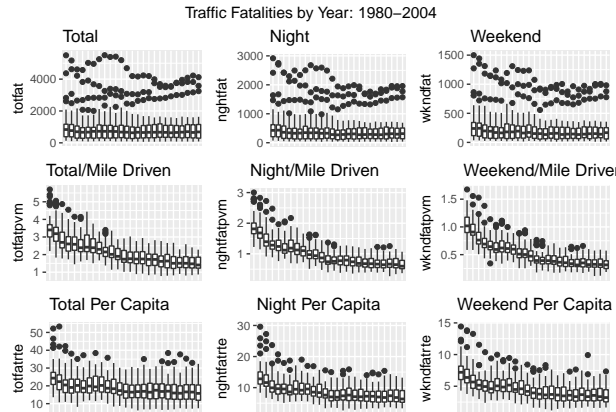 Traffic Fatalities by Year: 1980−2004
Total
Night
Weekend
totfat
4000
2000
0
nghtfat
3000
2000
1000
0
wkndfat
1500
1000
500
0
Total/Mile Driven
Night/Mile Driven
Weekend/Mile Driven
totfatpvm
5
4
3
2
1
nghtfatpvm
3
2
1
wkndfatpvm
1.5
1.0
0.5
Total Per Capita
Night Per Capita
Weekend Per Capita
totfatrte
50
40
30
20
10
nghtfatrte
30
20
10
wkndfatrte
15
10
5